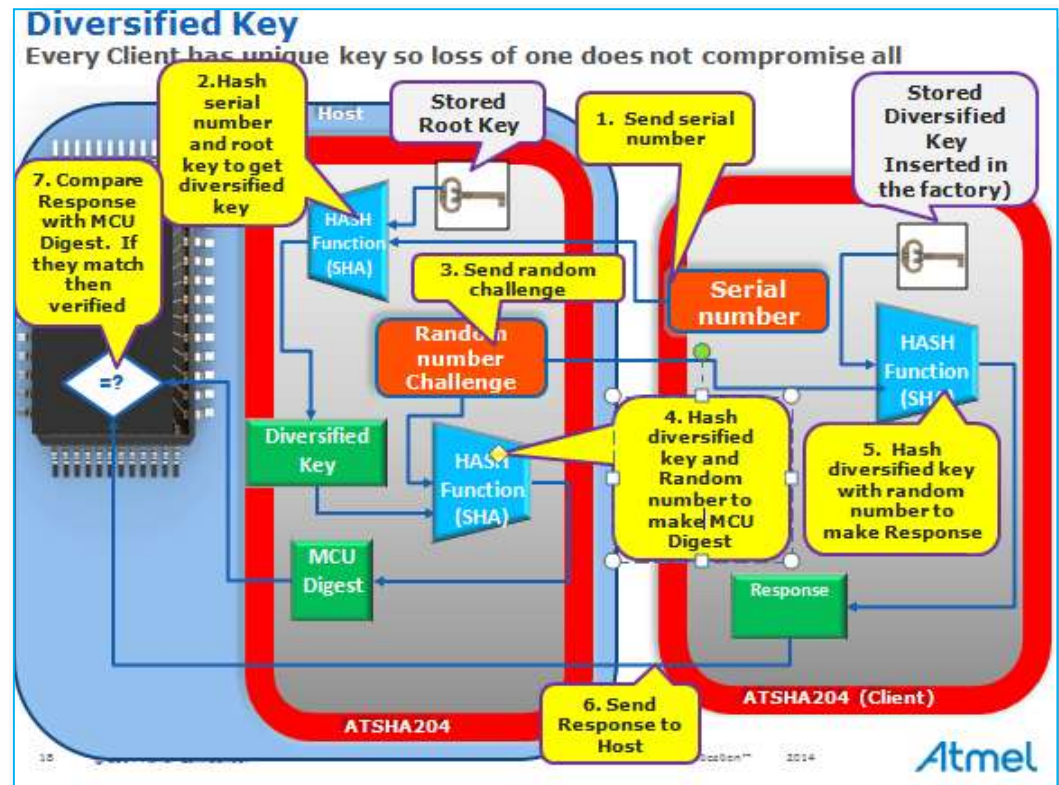 Diversified Key
Every Client has unique key so loss of one does not compromise all
2.Hash
serial
number
and root
key to get
diversified
key
Host
Stored
Root Key
1. Send serial
number
Stored
Diversified
Key
Inserted in
the factory)
7. Compare
Response
with MCU
Digest. If
they match
then
verified
HASH
Function
(SHA)
3. Send random
challenge
Serial
number
Random
number
Challenge
HASH
Function
(SHA)
=?
Diversified
Key
HASH
Function
(SHA)
4. Hash
diversified
key and
Random
number to
make MCU
Digest
5. Hash
diversified key
with random
number to
make Response
MCU
Digest
Response
ATSHA204
6. Send
Response to
Host
ATSHA204 (Client)
18
2014
Atmel